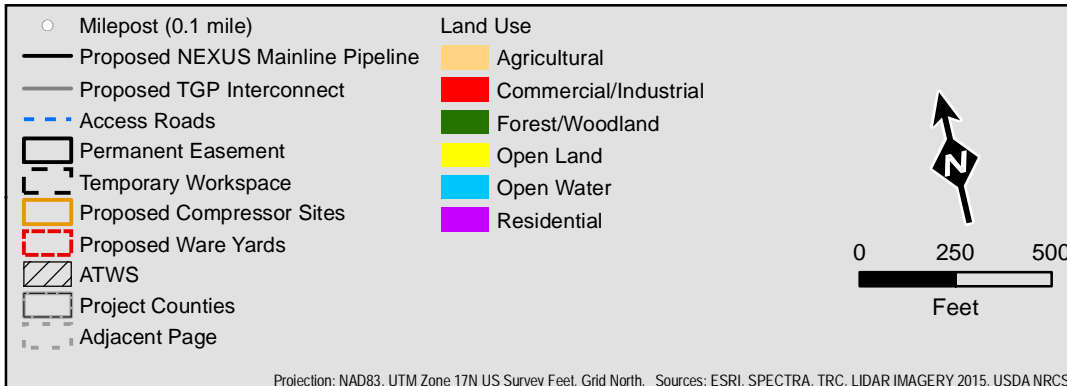 Milepost (0.1 mile)
Proposed NEXUS Mainline Pipeline
Proposed TGP Interconnect
Access Roads
Permanent Easement
Temporary Workspace
Proposed Compressor Sites
Proposed Ware Yards
ATWS
Project Counties
Adjacent Page
Land Use
Agricultural
Commercial/Industrial
Forest/Woodland
Open Land
Open Water
Residential
N
0 250 500
Feet
Projection: NAD83, UTM Zone 17N US Survey Feet, Grid North. Sources: ESRI, SPECTRA, TRC, LIDAR IMAGERY 2015, USDA NRCS